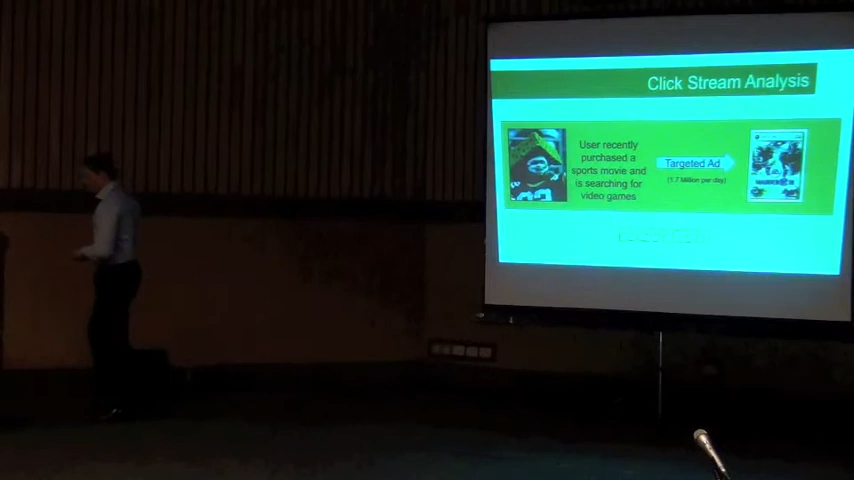 Click Stream Analysis
User recently
purchased a
sports movie and
is searching for
video games
Targeted Ad
(1.7 Million per day)